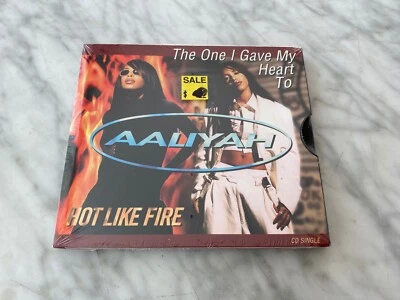 The One I Gave My
Heart
To
SALE
$
AALIYAH
HOT LIKE FIRE
CD SINGLE